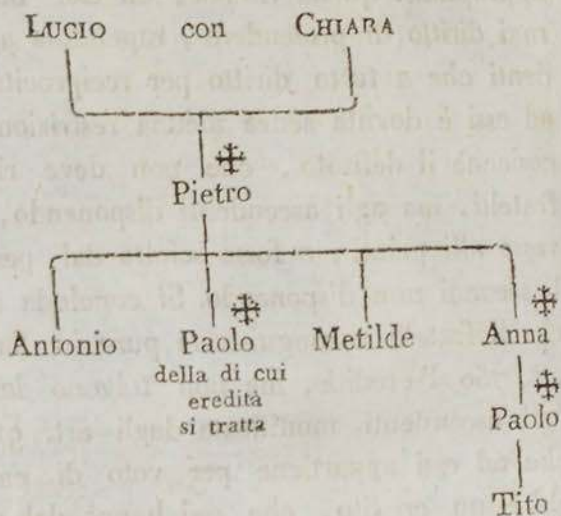 Lucio con Chiara
Pietro
Antonio Paolo Metilde Anna
della di cui
eredità
si tratta
Paolo
Tito